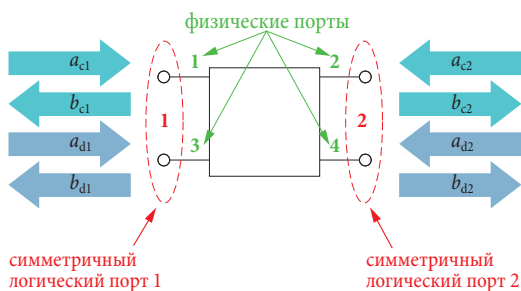 физические порты
1
2
a_c1
a_c2
b_c1
b_c2
1
2
a_d1
a_d2
3
4
b_d1
b_d2
симметричный
логический порт 1
симметричный
логический порт 2